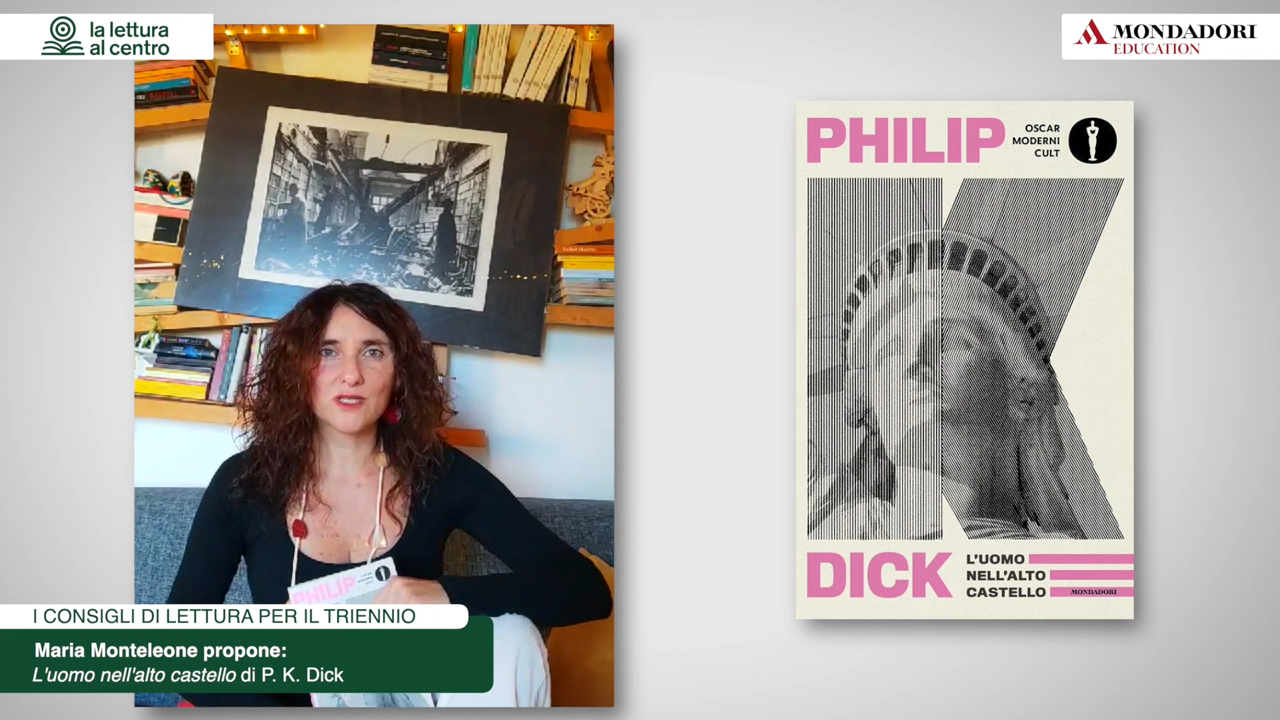 la lettura
al centro
MONDADORI
EDUCATION
PHILIP
OSCAR
MODERNI
CULT
DICK
L'UOMO
NELL'ALTO
CASTELLO
MONDADORI
PHILIP
I CONSIGLI DI LETTURA PER IL TRIENNIO
Maria Monteleone propone:
L'uomo nell'alto castello di P. K. Dick